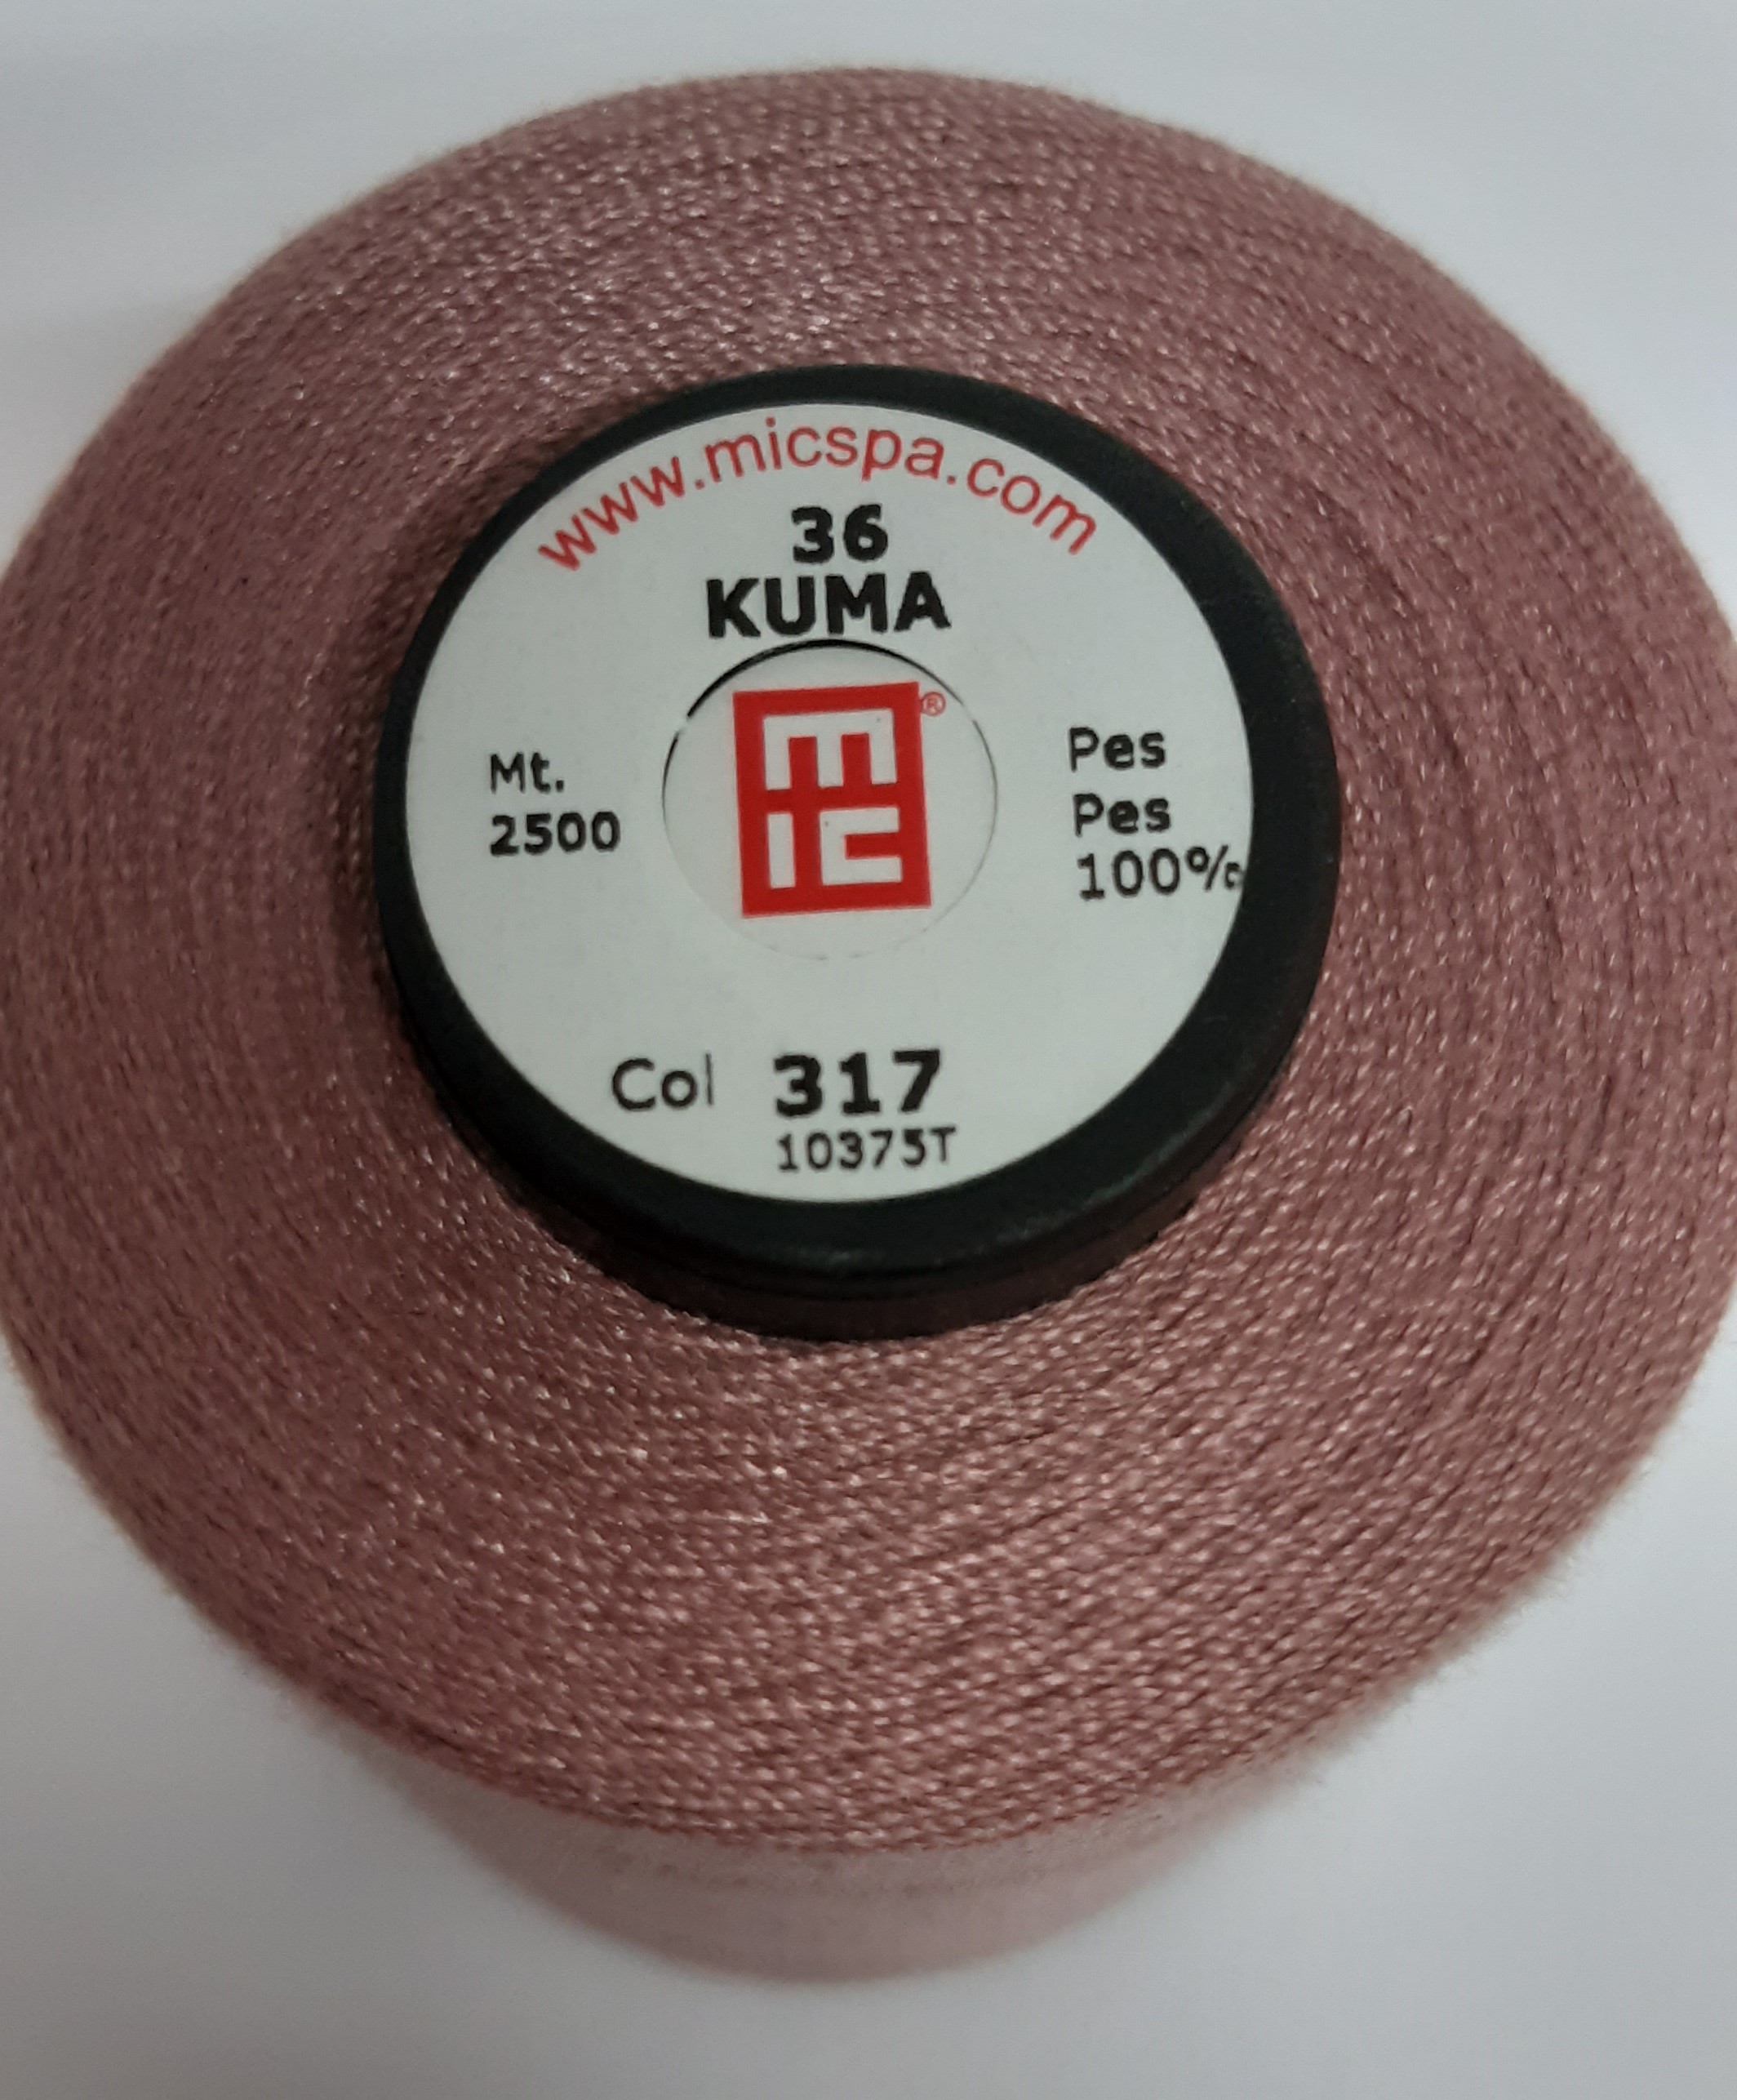 www.micspa.com
36
KUMA
MIC®
Mt.
2500
Pes
Pes
100%
Col 317
10375T